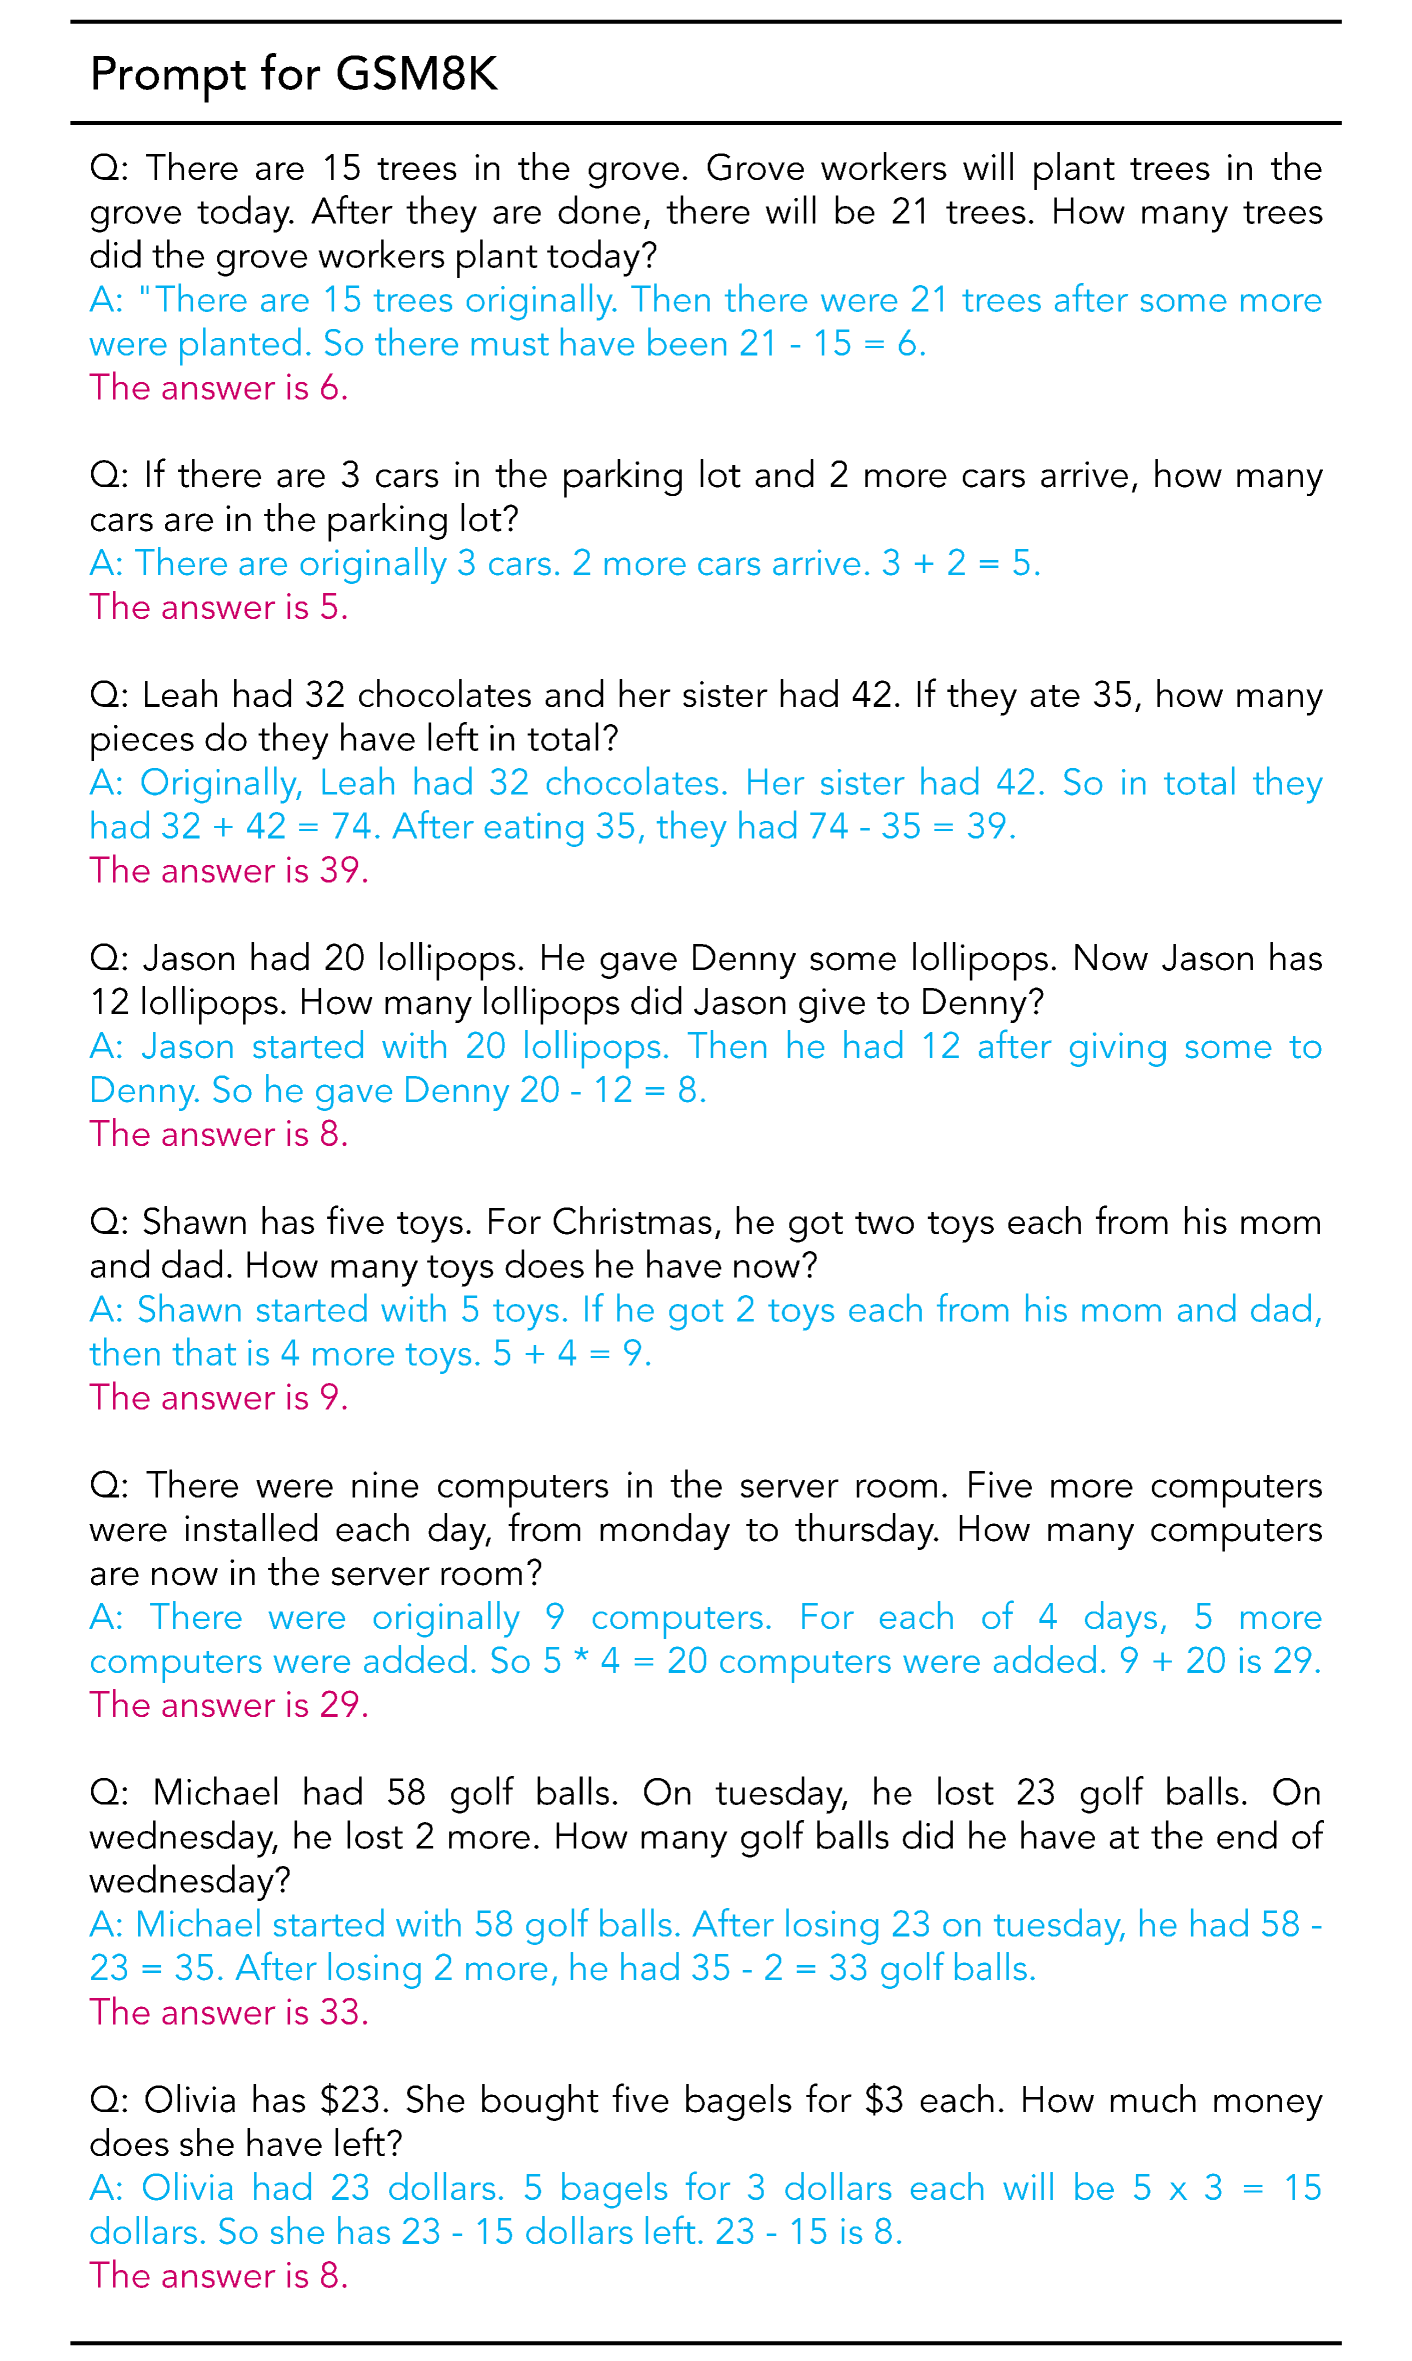 Prompt for GSM8K
Q: There are 15 trees in the grove. Grove workers will plant trees in the
grove today. After they are done, there will be 21 trees. How many trees
did the grove workers plant today?
A: "There are 15 trees originally. Then there were 21 trees after some more
were planted. So there must have been 21 - 15 = 6.
The answer is 6.
Q: If there are 3 cars in the parking lot and 2 more cars arrive, how many
cars are in the parking lot?
A: There are originally 3 cars. 2 more cars arrive. 3 + 2 = 5.
The answer is 5.
Q: Leah had 32 chocolates and her sister had 42. If they ate 35, how many
pieces do they have left in total?
A: Originally, Leah had 32 chocolates. Her sister had 42. So in total they
had 32 + 42 = 74. After eating 35, they had 74 - 35 = 39.
The answer is 39.
Q: Jason had 20 lollipops. He gave Denny some lollipops. Now Jason has
12 lollipops. How many lollipops did Jason give to Denny?
A: Jason started with 20 lollipops. Then he had 12 after giving some to
Denny. So he gave Denny 20 - 12 = 8.
The answer is 8.
Q: Shawn has five toys. For Christmas, he got two toys each from his mom
and dad. How many toys does he have now?
A: Shawn started with 5 toys. If he got 2 toys each from his mom and dad,
then that is 4 more toys. 5 + 4 = 9.
The answer is 9.
Q: There were nine computers in the server room. Five more computers
were installed each day, from monday to thursday. How many computers
are now in the server room?
A: There were originally 9 computers. For each of 4 days, 5 more
computers were added. So 5 * 4 = 20 computers were added. 9 + 20 is 29.
The answer is 29.
Q: Michael had 58 golf balls. On tuesday, he lost 23 golf balls. On
wednesday, he lost 2 more. How many golf balls did he have at the end of
wednesday?
A: Michael started with 58 golf balls. After losing 23 on tuesday, he had 58 -
23 = 35. After losing 2 more, he had 35 - 2 = 33 golf balls.
The answer is 33.
Q: Olivia has $23. She bought five bagels for $3 each. How much money
does she have left?
A: Olivia had 23 dollars. 5 bagels for 3 dollars each will be 5 x 3 = 15
dollars. So she has 23 - 15 dollars left. 23 - 15 is 8.
The answer is 8.